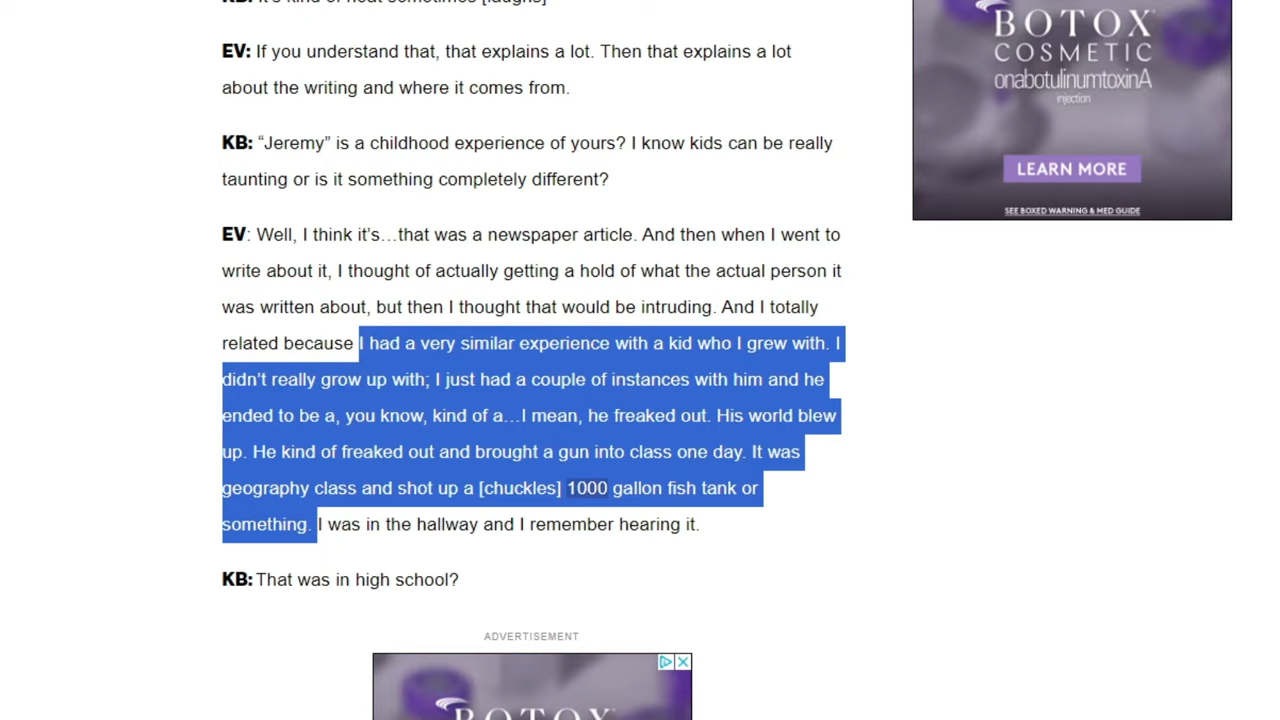 KB: It's kind of neat sometimes [laughs]
EV: If you understand that, that explains a lot. Then that explains a lot
about the writing and where it comes from.
KB: “Jeremy” is a childhood experience of yours? I know kids can be really
taunting or is it something completely different?
EV: Well, I think it's…that was a newspaper article. And then when I went to
write about it, I thought of actually getting a hold of what the actual person it
was written about, but then I thought that would be intruding. And I totally
related because I had a very similar experience with a kid who I grew with. I
didn't really grow up with; I just had a couple of instances with him and he
ended to be a, you know, kind of a…I mean, he freaked out. His world blew
up. He kind of freaked out and brought a gun into class one day. It was
geography class and shot up a [chuckles] 1000 gallon fish tank or
something. I was in the hallway and I remember hearing it.
KB: That was in high school?
ADVERTISEMENT
BOTOX
BOTOX
COSMETIC
onabotulinumtoxinA
injection
LEARN MORE
SEE BOXED WARNING & MED GUIDE